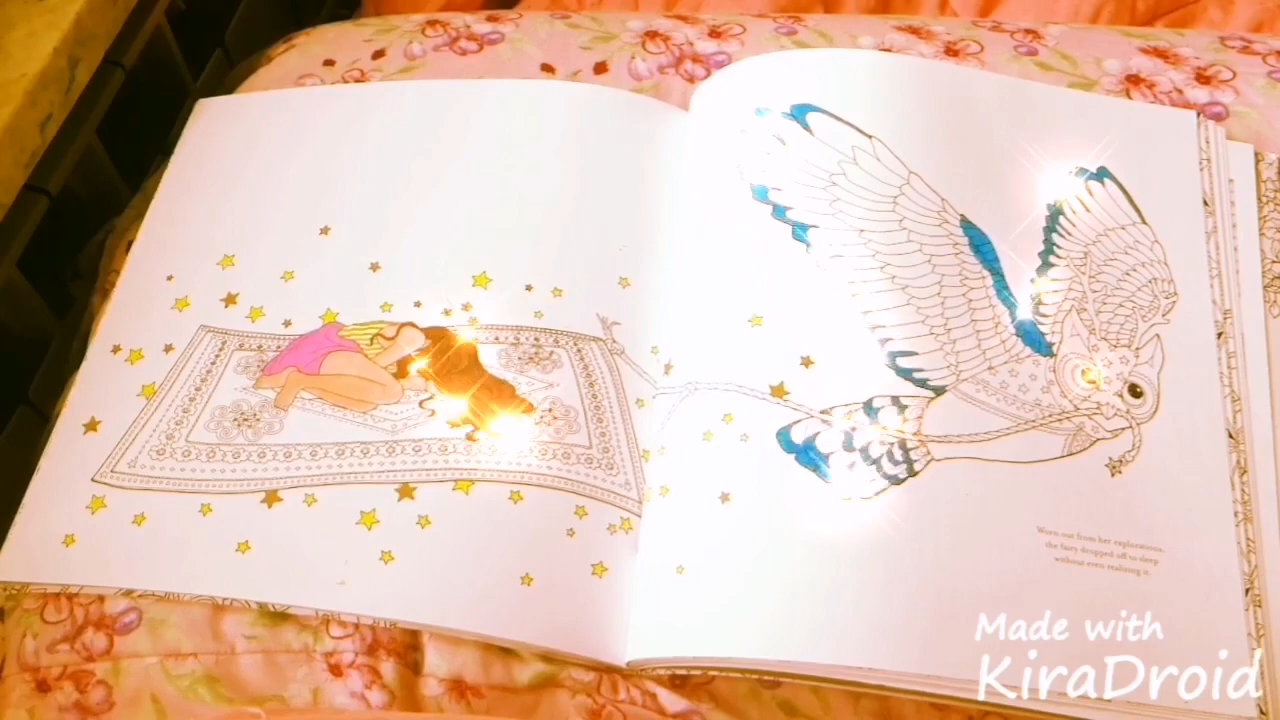 Worn out from her explorations,
the fairy dropped off to sleep
without even realizing it.
Made with
KiraDroid